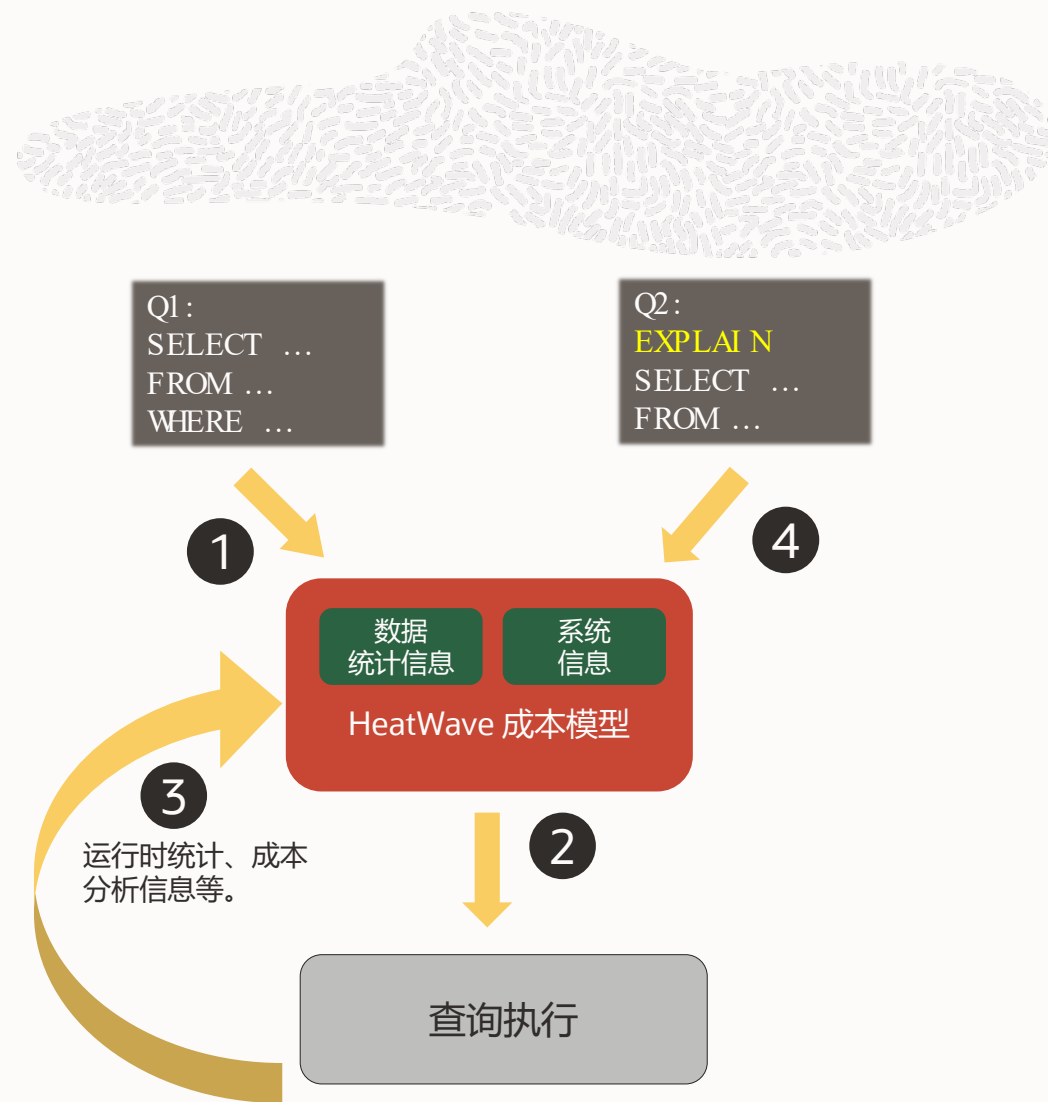 Q1:
SELECT ...
FROM ...
WHERE ...
Q2:
EXPLAIN
SELECT ...
FROM ...
1
4
数据
统计信息
系统
信息
HeatWave 成本模型
3
运行时统计、成本
分析信息等。
2
查询执行